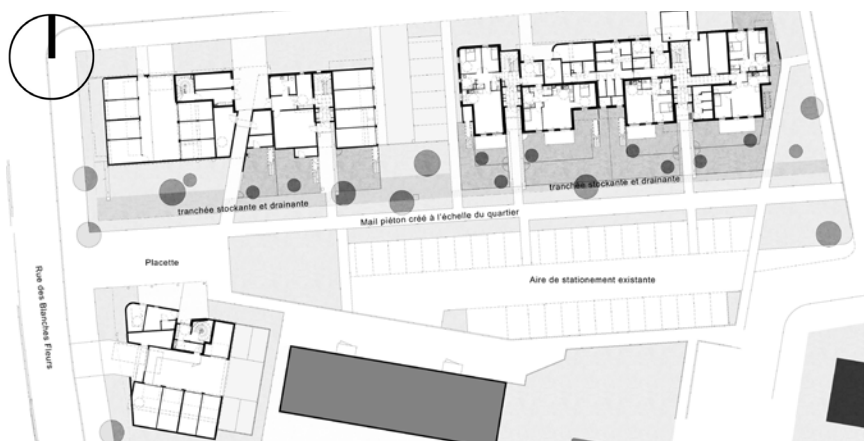 tranchée stockante et drainante
tranchée stockante et drainante
Mail piéton créé à l'échelle du quartier
Placette
Aire de stationement existante
Rue des Blanches Fleurs